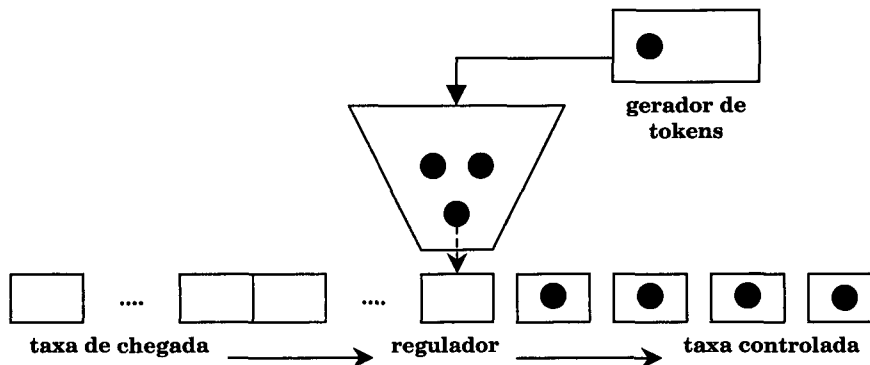 gerador de
tokens
....
....
taxa de chegada
regulador
taxa controlada